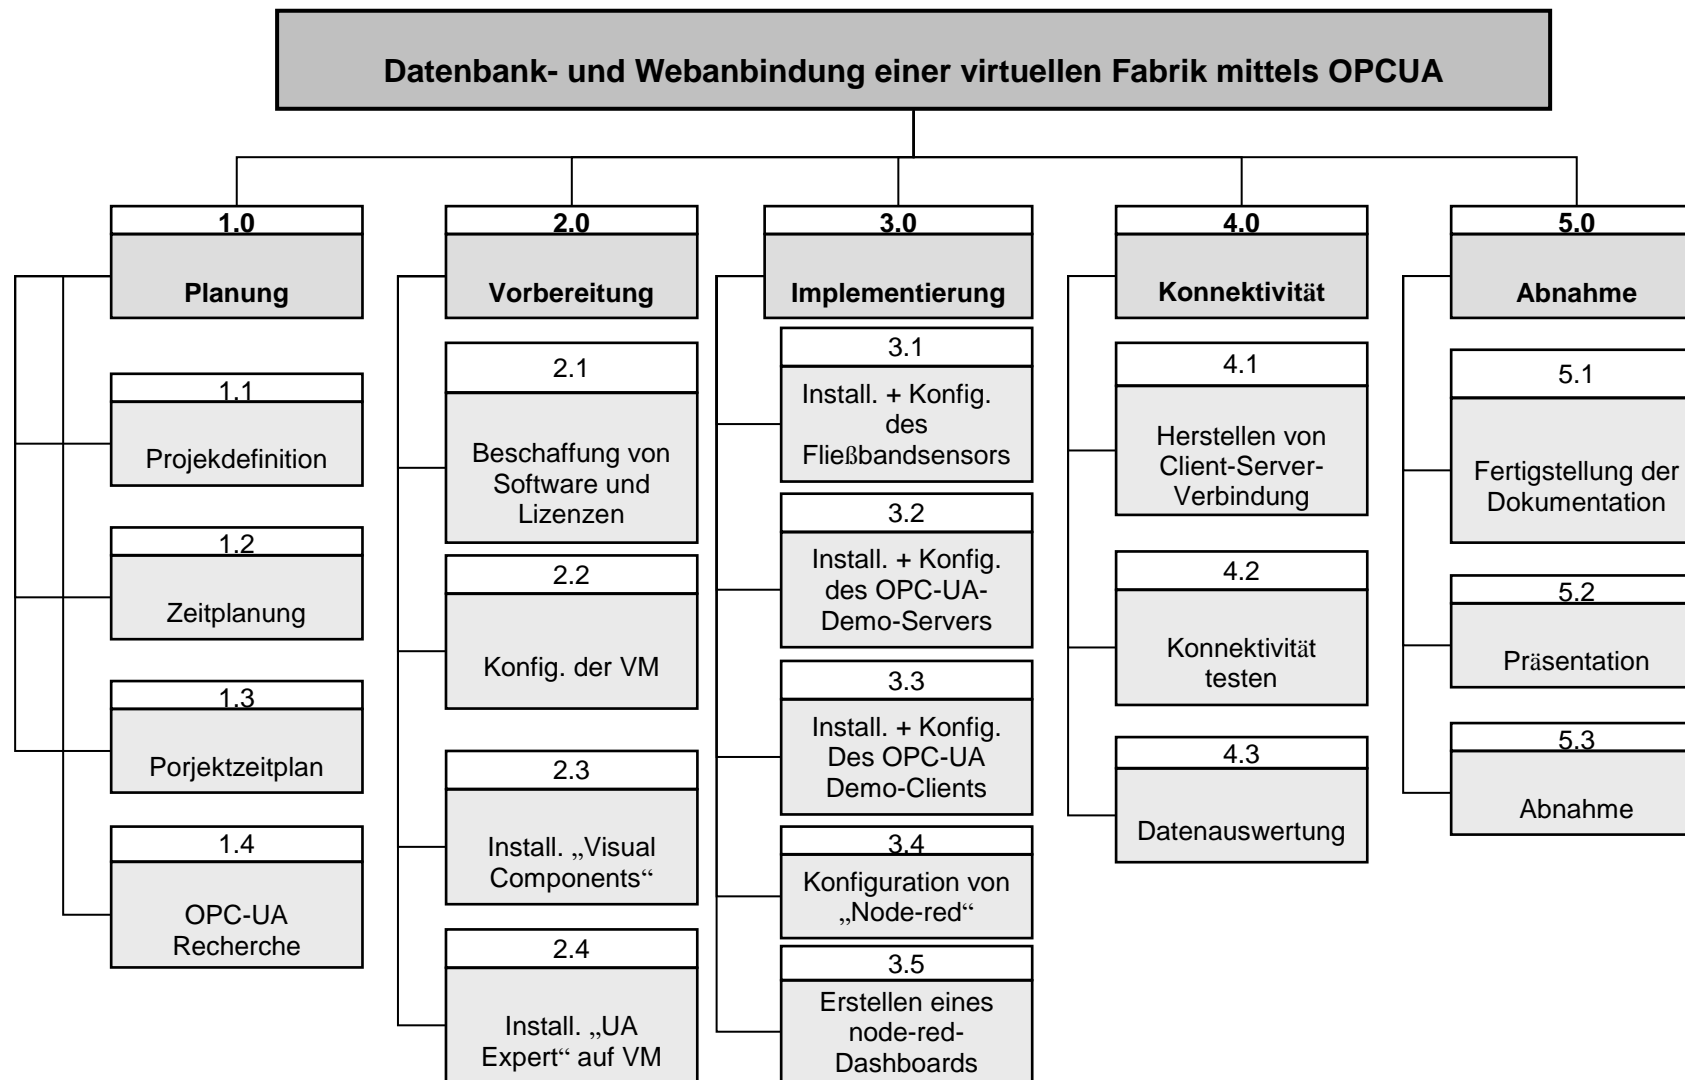 Datenbank- und Webanbindung einer virtuellen Fabrik mittels OPCUA
1.0
Planung
1.1
Projekdefinition
1.2
Zeitplanung
1.3
Porjektzeitplan
1.4
OPC-UA
Recherche
2.0
Vorbereitung
2.1
Beschaffung von
Software und
Lizenzen
2.2
Konfig. der VM
2.3
Install. „Visual
Components“
2.4
Install. „UA
Expert“ auf VM
3.0
Implementierung
3.1
Install. + Konfig.
des
Fließbandsensors
3.2
Install. + Konfig.
des OPC-UA-
Demo-Servers
3.3
Install. + Konfig.
Des OPC-UA
Demo-Clients
3.4
Konfiguration von
„Node-red“
3.5
Erstellen eines
node-red-
Dashboards
4.0
Konnektivität
4.1
Herstellen von
Client-Server-
Verbindung
4.2
Konnektivität
testen
4.3
Datenauswertung
5.0
Abnahme
5.1
Fertigstellung der
Dokumentation
5.2
Präsentation
5.3
Abnahme